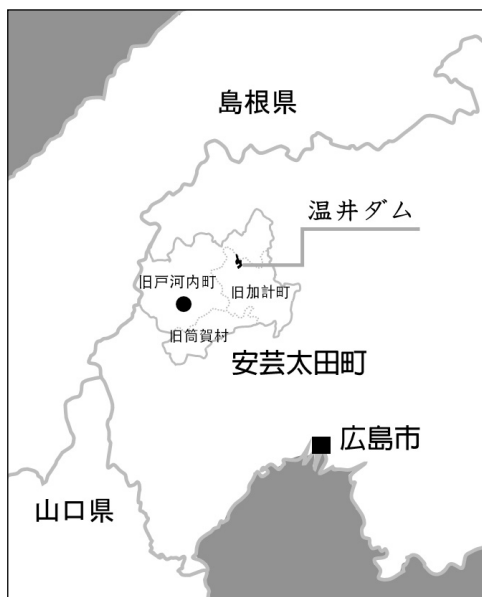 島根県
温井ダム
旧戸河内町
旧加計町
旧筒賀村
安芸太田町
広島市
山口県